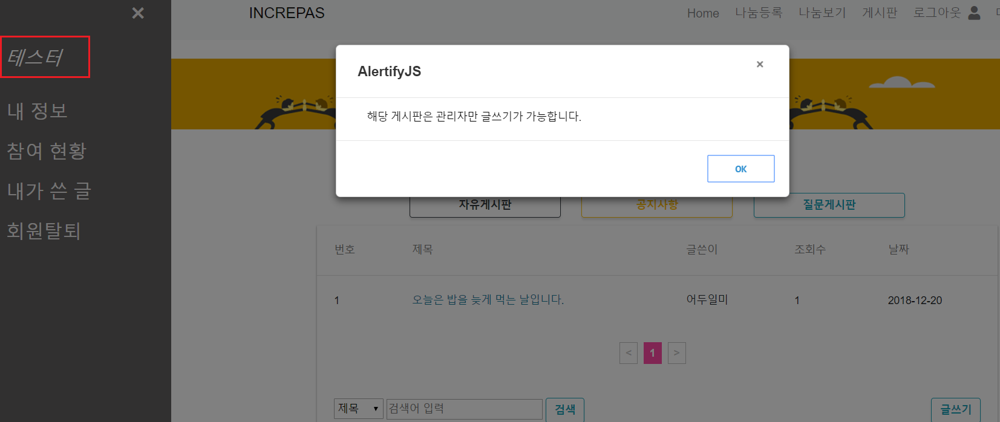 ×
테스터
내 정보
참여 현황
내가 쓴 글
회원탈퇴
INCREPAS
Home 나눔등록 나눔보기 게시판 로그아웃
AlertifyJS ×
해당 게시판은 관리자만 글쓰기가 가능합니다.
OK
자유게시판 공지사항 질문게시판
번호 제목 글쓴이 조회수 날짜
1 오늘은 밥을 늦게 먹는 날입니다. 어두일미 1 2018-12-20
< 1 >
제목 ▼ 검색어 입력 검색 글쓰기